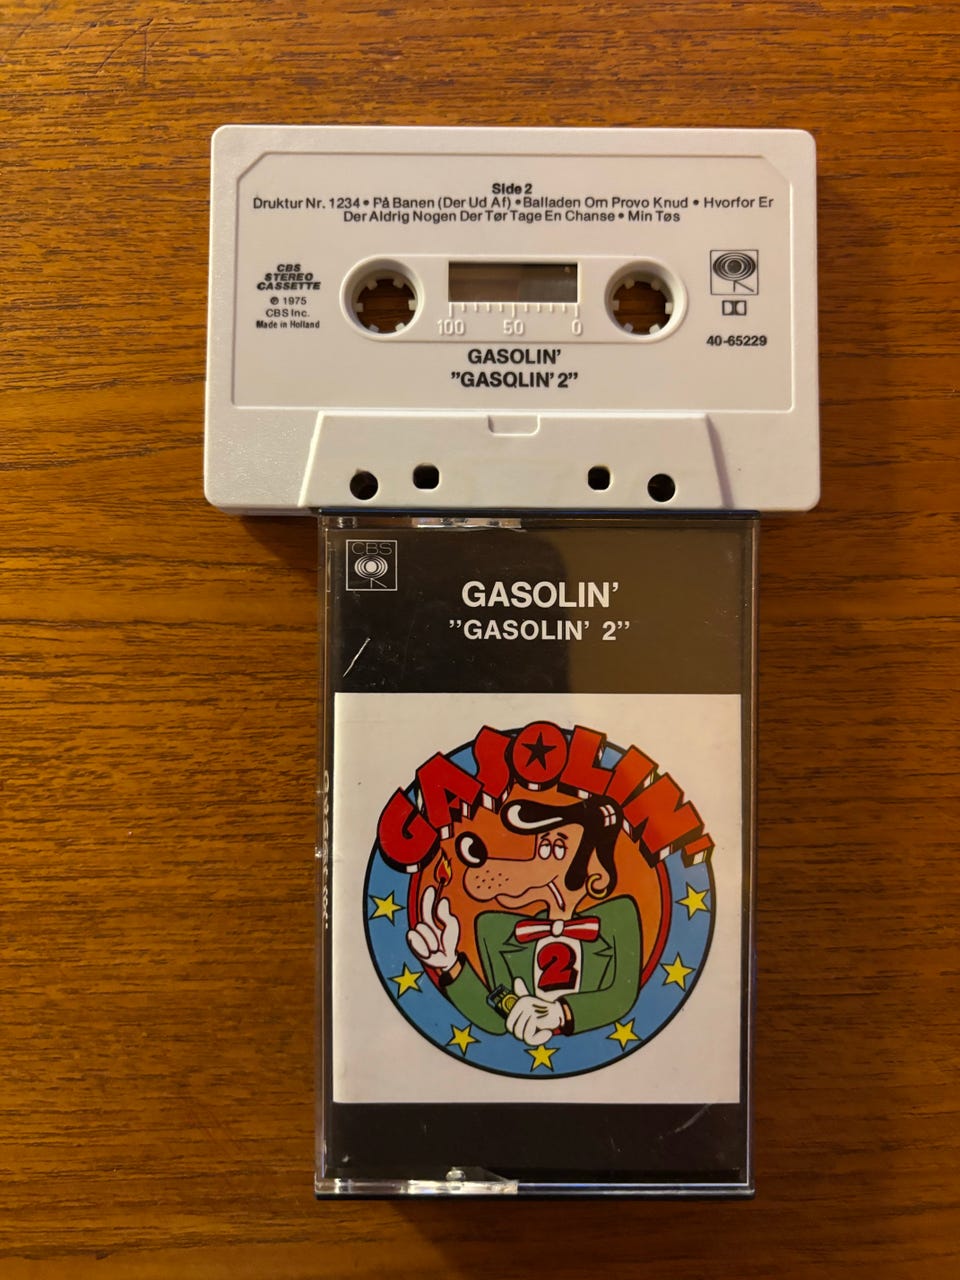 Side 2
Druktur Nr. 1234 • På Banen (Der Ud Af) • Balladen Om Provo Knud • Hvorfor Er
Der Aldrig Nogen Der Tør Tage En Chanse • Min Tøs
CBS
STEREO
CASSETTE
℗ 1975
CBS Inc.
Made in Holland
100 50 0
40-65229
GASOLIN'
"GASOLIN' 2"
CBS
GASOLIN'
"GASOLIN' 2"
GASOLIN'
2